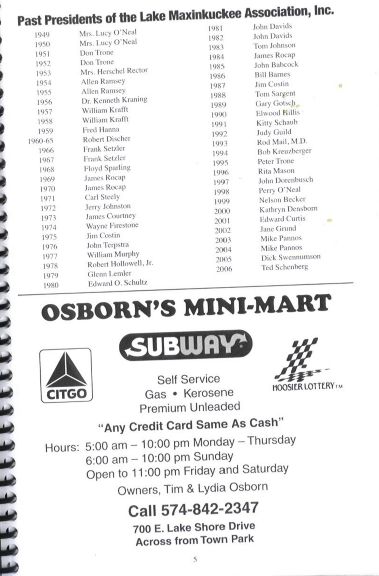 Past Presidents of the Lake Maxinkuckee Association, Inc.
1949 Mrs. Lucy O'Neal
1950 Mrs. Lucy O'Neal
1951 Don Trone
1952 Don Trone
1953 Mrs. Herschel Rector
1954 Allen Ramsey
1955 Allen Ramsey
1956 Dr. Kenneth Kraning
1957 William Krafft
1958 William Krafft
1959 Fred Hanna
1960-65 Robert Discher
1966 Frank Setzler
1967 Frank Setzler
1968 Floyd Sparling
1969 James Rocap
1970 James Rocap
1971 Carl Steely
1972 Jerry Johnston
1973 James Courtney
1974 Wayne Firestone
1975 Jim Costin
1976 John Terpstra
1977 William Murphy
1978 Robert Hollowell, Jr.
1979 Glenn Lemler
1980 Edward O. Schultz
1981 John Davids
1982 John Davids
1983 Tom Johnson
1984 James Rocap
1985 John Babcock
1986 Bill Barnes
1987 Jim Costin
1988 Tom Sargent
1989 Gary Gotsch
1990 Elwood Hillis
1991 Kitty Schaub
1992 Judy Guild
1993 Rod Mail, M.D.
1994 Bob Kreuzberger
1995 Peter Trone
1996 Rita Mason
1997 John Dorenbusch
1998 Perry O'Neal
1999 Nelson Becker
2000 Kathryn Densborn
2001 Edward Curtis
2002 Jane Grund
2003 Mike Pannos
2004 Mike Pannos
2005 Dick Swennumson
2006 Ted Schenberg
OSBORN'S MINI-MART
SUBWAY
CITGO
HOOSIER LOTTERY™
Self Service
Gas • Kerosene
Premium Unleaded
"Any Credit Card Same As Cash"
Hours: 5:00 am – 10:00 pm Monday – Thursday
6:00 am – 10:00 pm Sunday
Open to 11:00 pm Friday and Saturday
Owners, Tim & Lydia Osborn
Call 574-842-2347
700 E. Lake Shore Drive
Across from Town Park
5